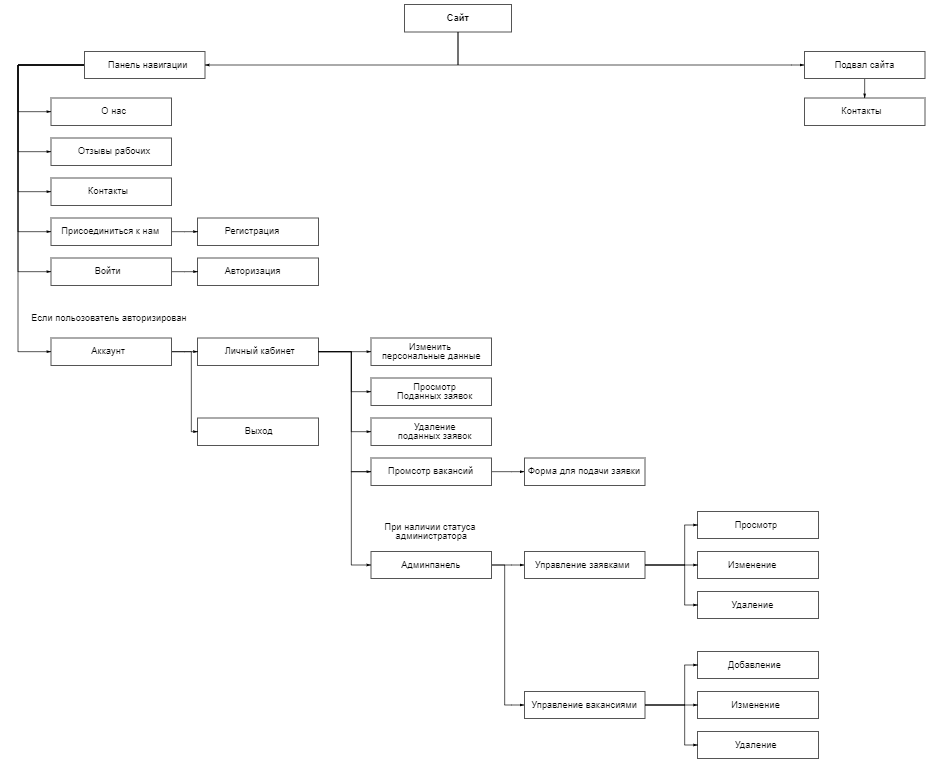 Сайт
Панель навигации
Подвал сайта
О нас
Контакты
Отзывы рабочих
Контакты
Присоединиться к нам
Регистрация
Войти
Авторизация
Если пользователь авторизирован
Аккаунт
Личный кабинет
Изменить
персональные данные
Просмотр
Поданных заявок
Выход
Удаление
поданных заявок
Промсотр вакансий
Форма для подачи заявки
При наличии статуса
администратора
Админпанель
Управление заявками
Просмотр
Изменение
Удаление
Управление вакансиями
Добавление
Изменение
Удаление